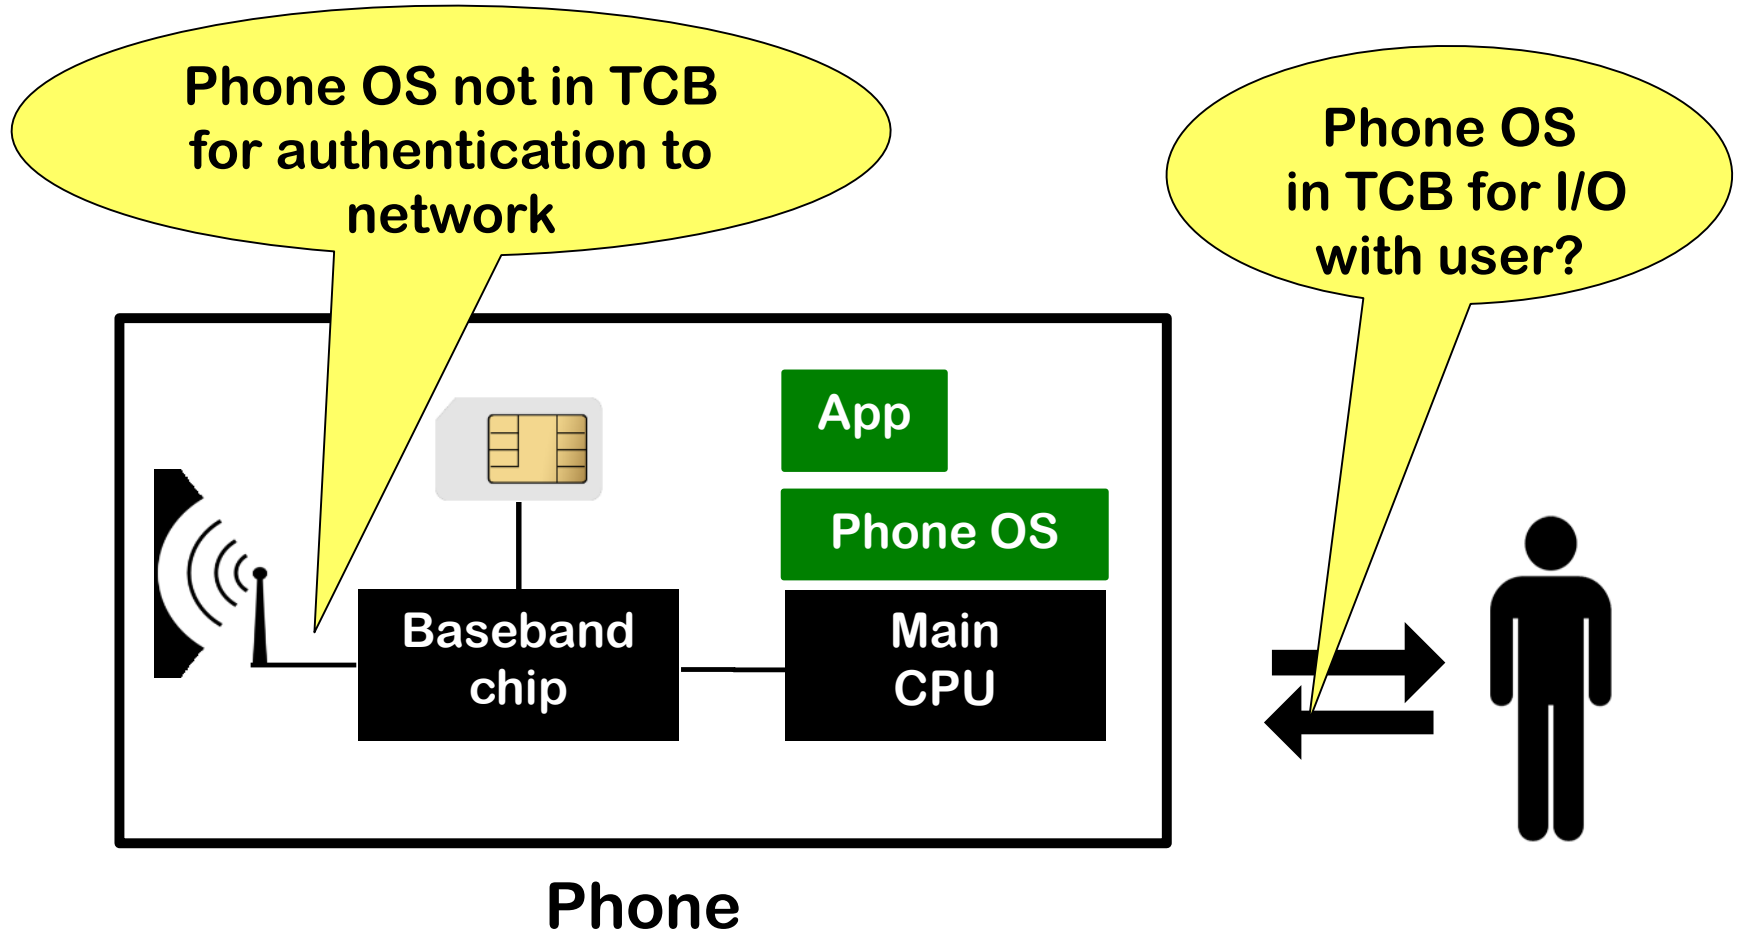 Phone OS not in TCB
for authentication to
network
Phone OS
in TCB for I/O
with user?
App
Phone OS
Baseband
chip
Main
CPU
Phone